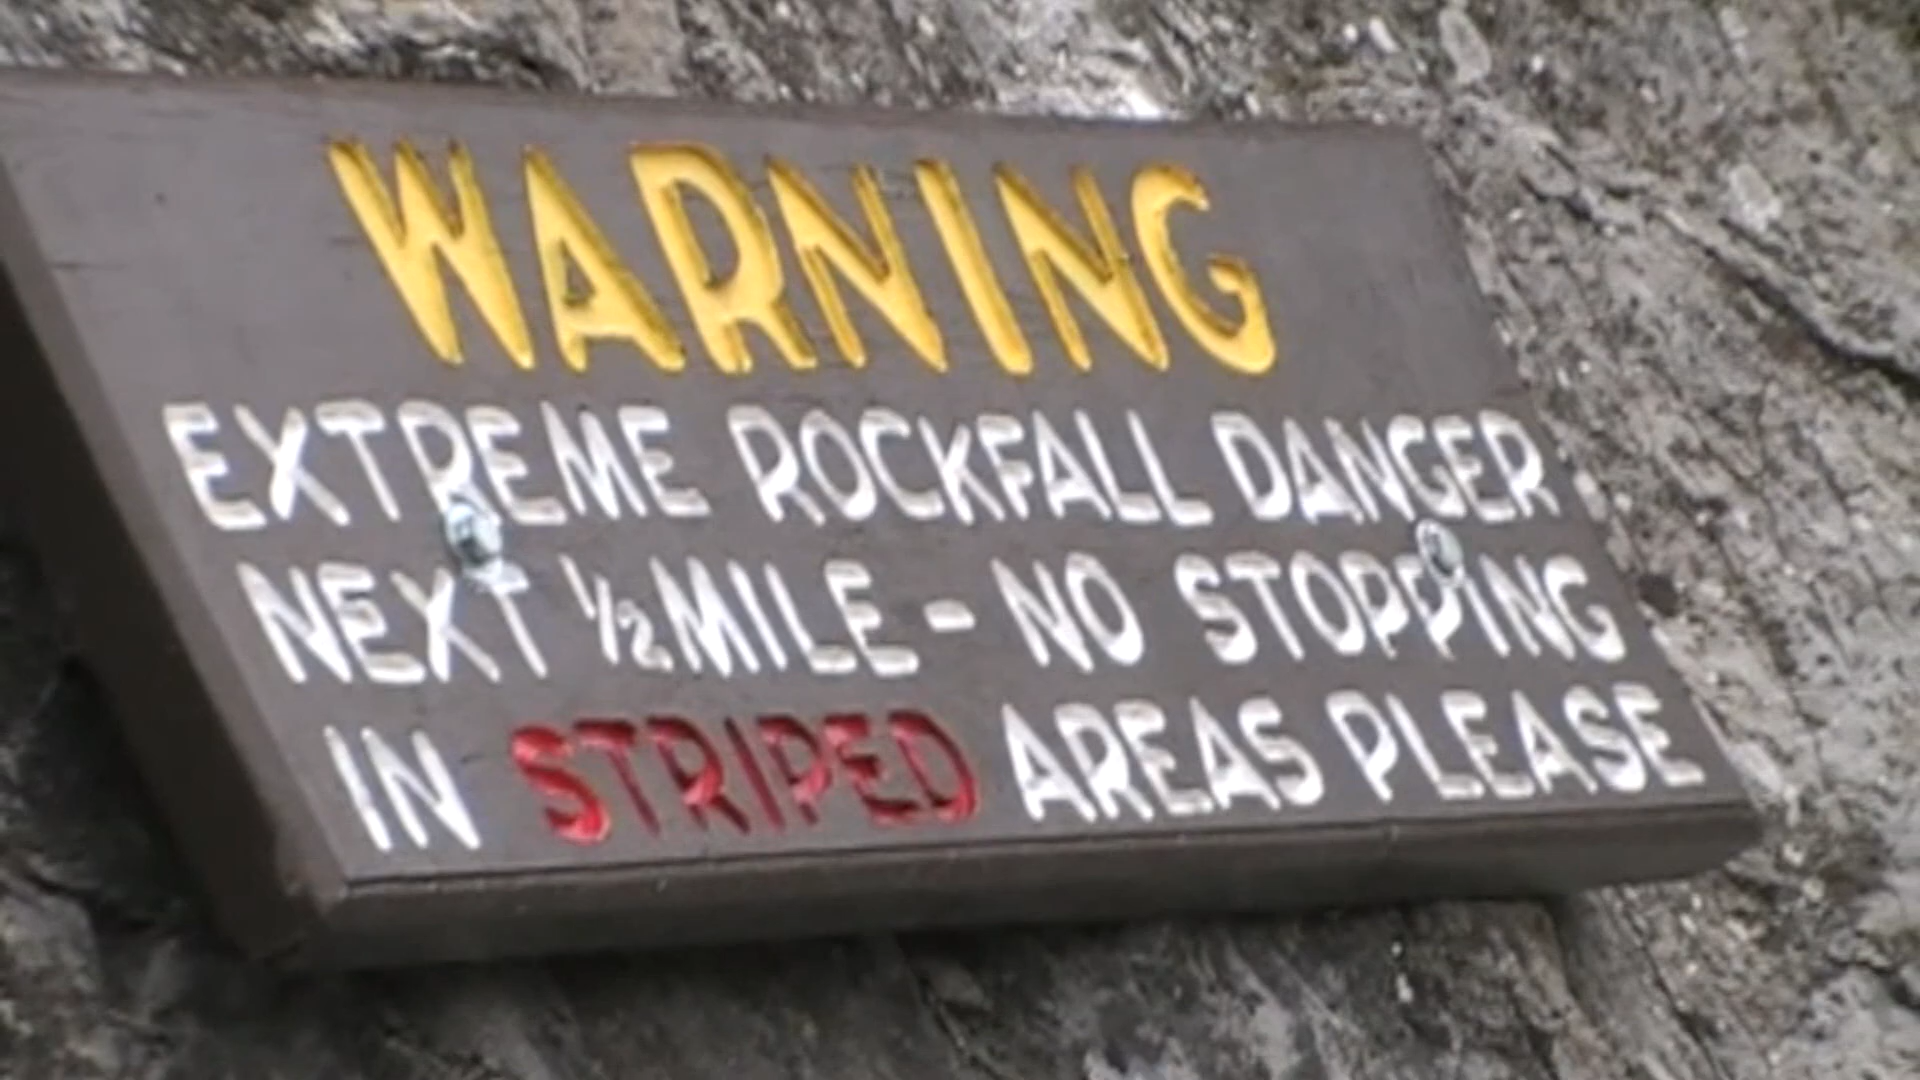 WARNING
EXTREME ROCKFALL DANGER
NEXT ½ MILE - NO STOPPING
IN STRIPED AREAS PLEASE